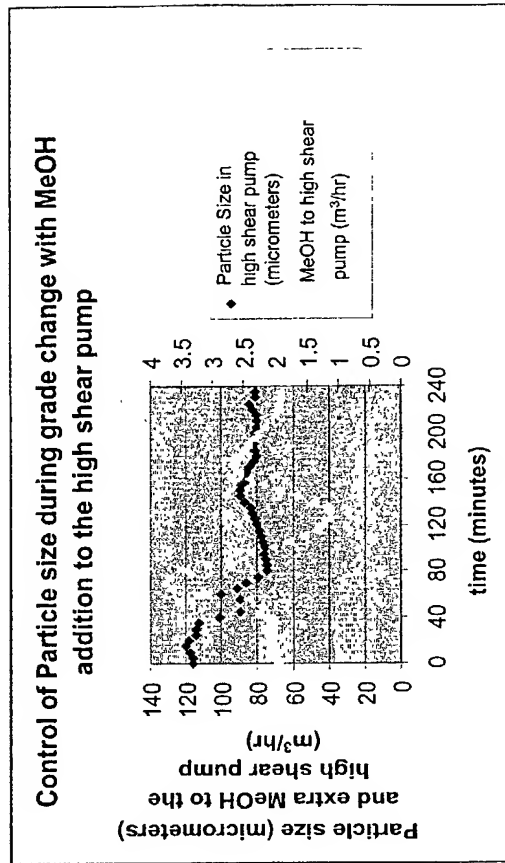 Control of Particle size during grade change with MeOH
addition to the high shear pump
Particle size (micrometers)
and extra MeOH to the
high shear pump
(m³/hr)
140
120
100
80
60
40
20
0
4
3.5
3
2.5
2
1.5
1
0.5
0
0 40 80 120 160 200 240
time (minutes)
Particle Size in
high shear pump
(micrometers)
MeOH to high shear
pump (m³/hr)